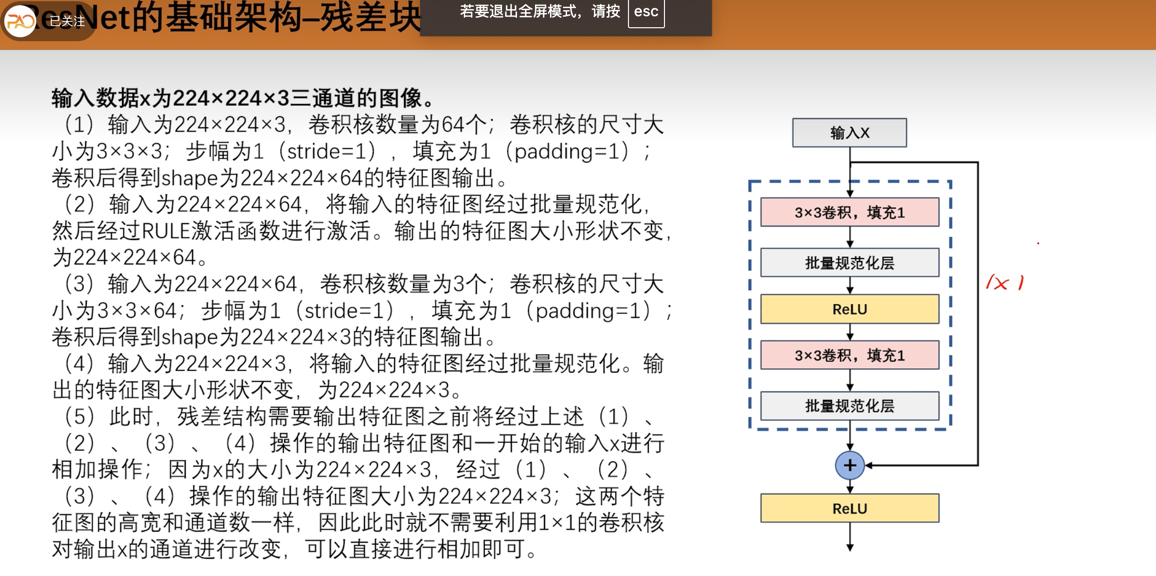 ResNet的基础架构–残差块
已关注
若要退出全屏模式，请按 esc
输入数据x为224×224×3三通道的图像。
（1）输入为224×224×3，卷积核数量为64个；卷积核的尺寸大
小为3×3×3；步幅为1（stride=1），填充为1（padding=1）；
卷积后得到shape为224×224×64的特征图输出。
（2）输入为224×224×64，将输入的特征图经过批量规范化，
然后经过RULE激活函数进行激活。输出的特征图大小形状不变，
为224×224×64。
（3）输入为224×224×64，卷积核数量为3个；卷积核的尺寸大
小为3×3×64；步幅为1（stride=1），填充为1（padding=1）；
卷积后得到shape为224×224×3的特征图输出。
（4）输入为224×224×3，将输入的特征图经过批量规范化。输
出的特征图大小形状不变，为224×224×3。
（5）此时，残差结构需要输出特征图之前将经过上述（1）、
（2）、（3）、（4）操作的输出特征图和一开始的输入x进行
相加操作；因为x的大小为224×224×3，经过（1）、（2）、
（3）、（4）操作的输出特征图大小为224×224×3；这两个特
征图的高宽和通道数一样，因此此时就不需要利用1×1的卷积核
对输出x的通道进行改变，可以直接进行相加即可。
输入X
3×3卷积，填充1
批量规范化层
ReLU
3×3卷积，填充1
批量规范化层
+
ReLU
(X)